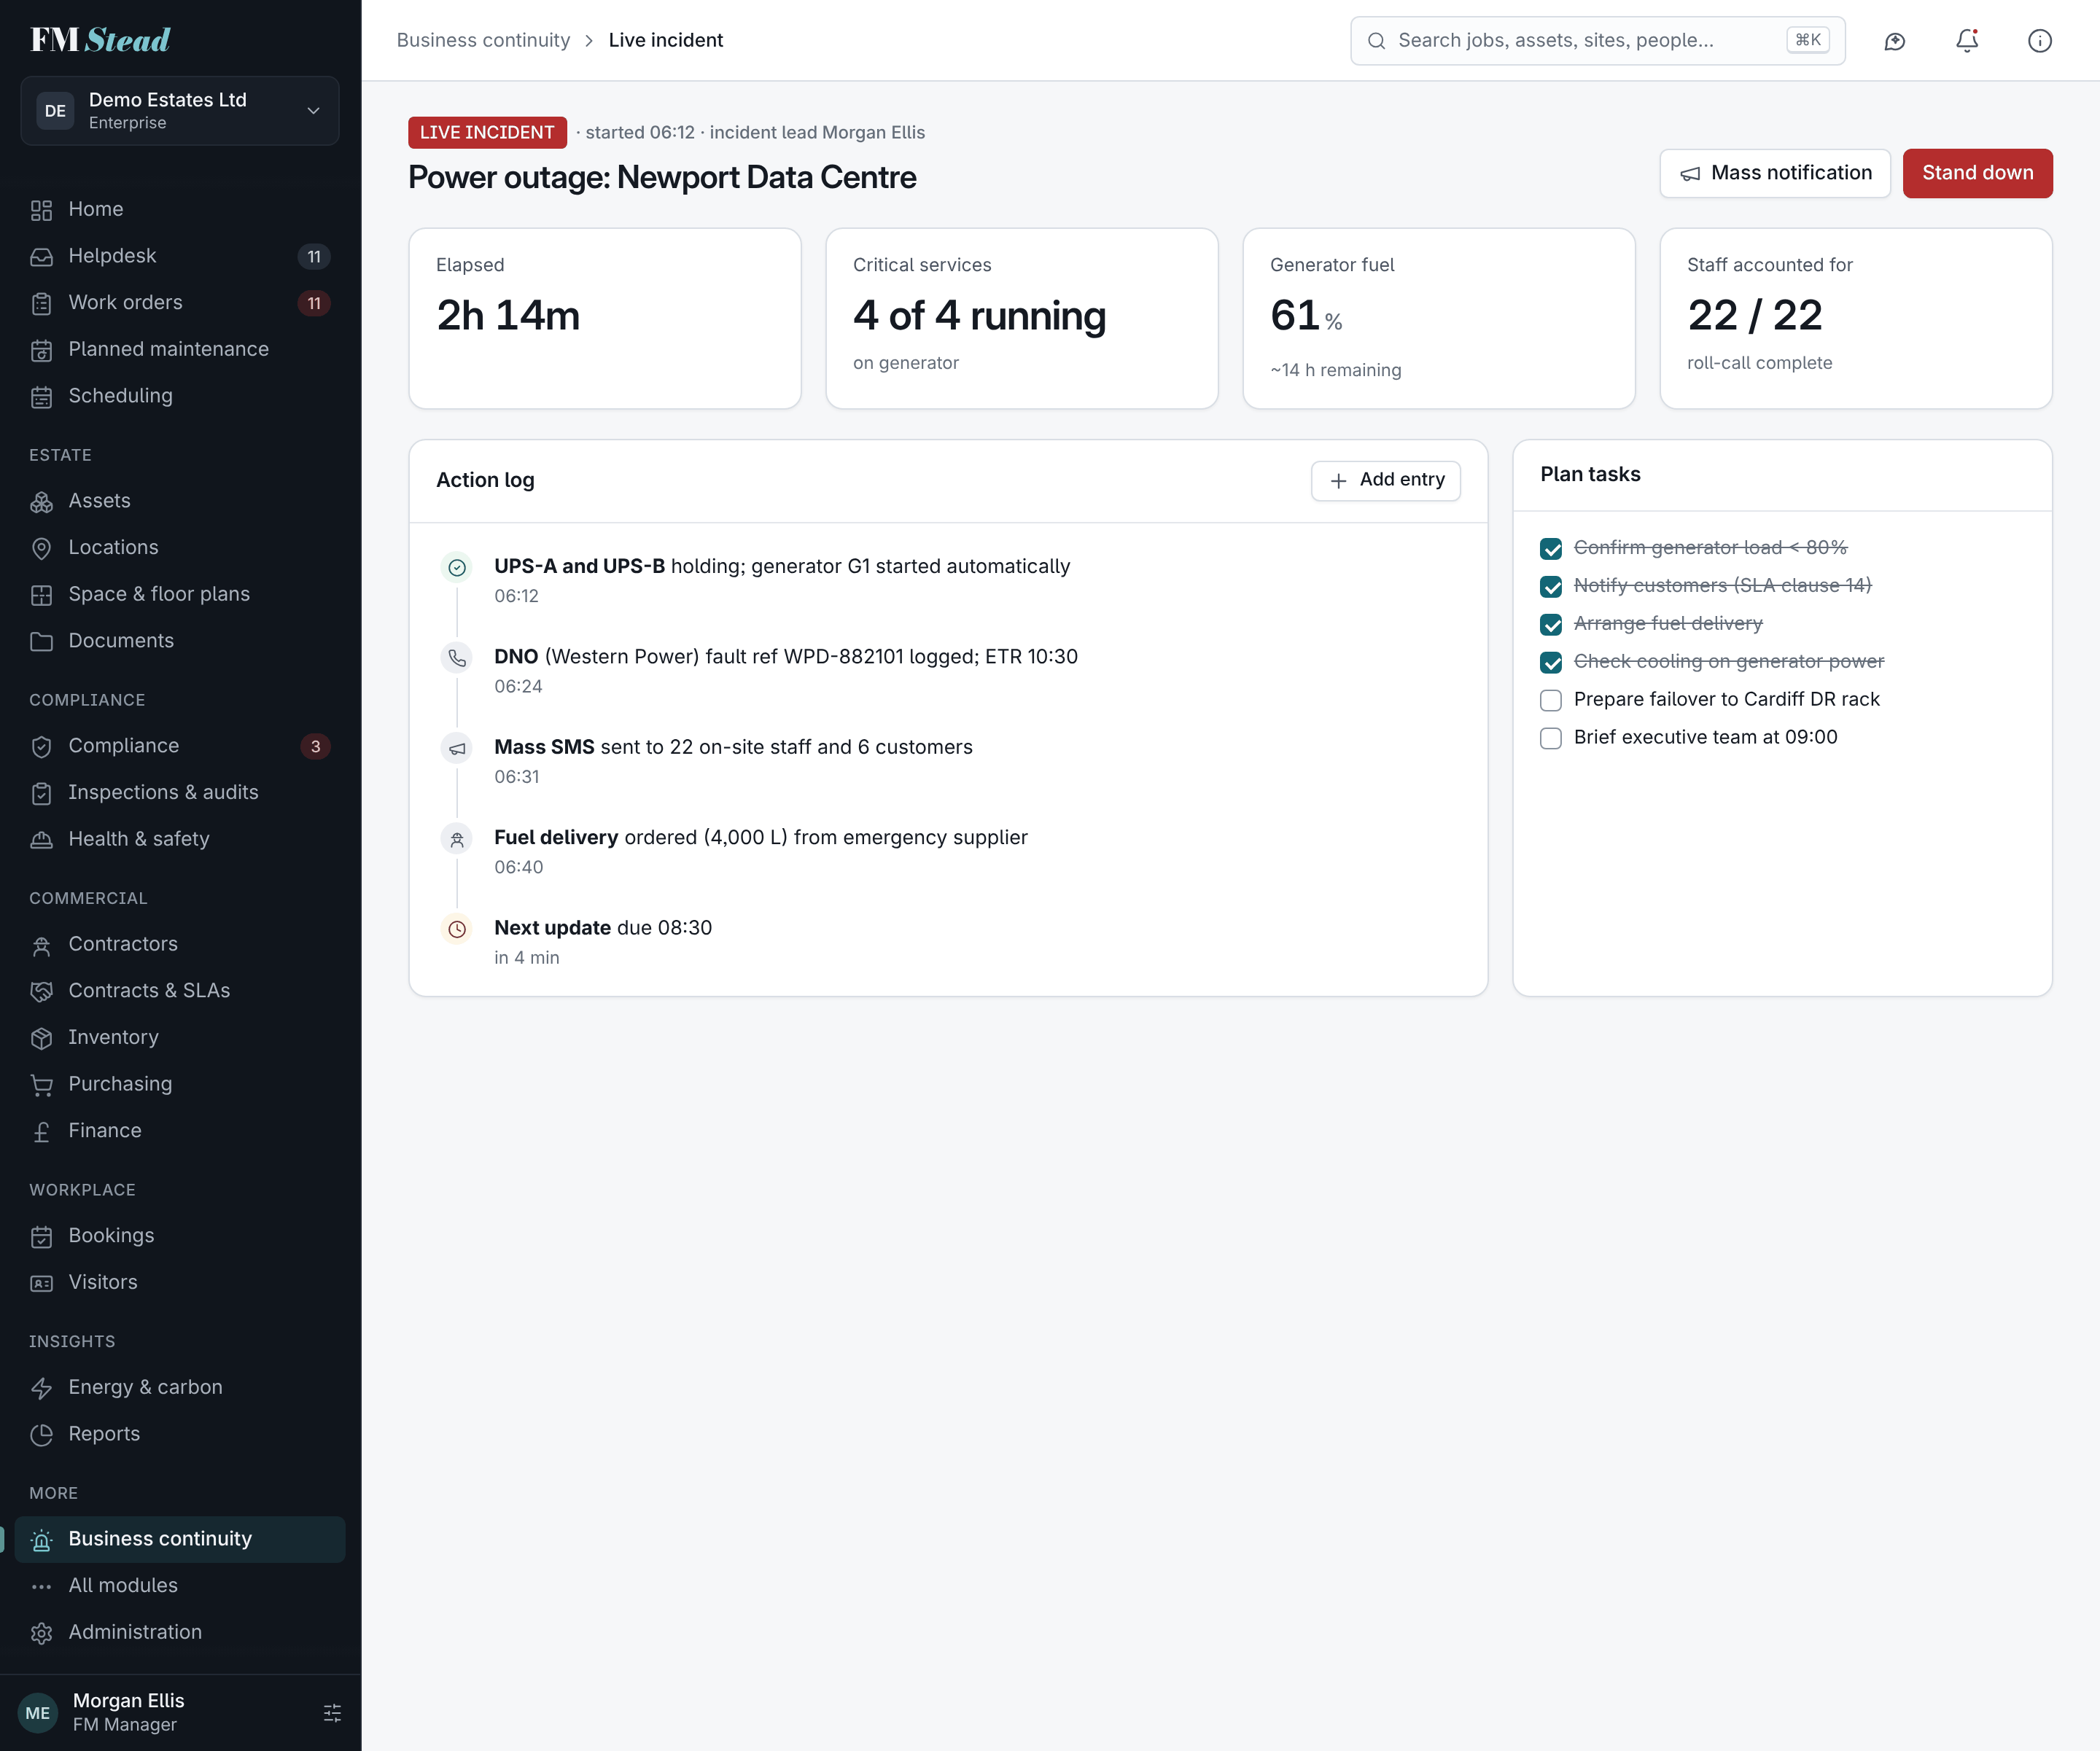 FM Stead
DE
Demo Estates Ltd
Enterprise
Home
Helpdesk 11
Work orders 11
Planned maintenance
Scheduling
ESTATE
Assets
Locations
Space & floor plans
Documents
COMPLIANCE
Compliance 3
Inspections & audits
Health & safety
COMMERCIAL
Contractors
Contracts & SLAs
Inventory
Purchasing
Finance
WORKPLACE
Bookings
Visitors
INSIGHTS
Energy & carbon
Reports
MORE
Business continuity
All modules
Administration
ME
Morgan Ellis
FM Manager
Business continuity > Live incident
Search jobs, assets, sites, people... ⌘K
LIVE INCIDENT · started 06:12 · incident lead Morgan Ellis
Power outage: Newport Data Centre
Mass notification
Stand down
Elapsed
2h 14m
Critical services
4 of 4 running
on generator
Generator fuel
61 %
~14 h remaining
Staff accounted for
22 / 22
roll-call complete
Action log
Add entry
UPS-A and UPS-B holding; generator G1 started automatically
06:12
DNO (Western Power) fault ref WPD-882101 logged; ETR 10:30
06:24
Mass SMS sent to 22 on-site staff and 6 customers
06:31
Fuel delivery ordered (4,000 L) from emergency supplier
06:40
Next update due 08:30
in 4 min
Plan tasks
Confirm generator load < 80%
Notify customers (SLA clause 14)
Arrange fuel delivery
Check cooling on generator power
Prepare failover to Cardiff DR rack
Brief executive team at 09:00